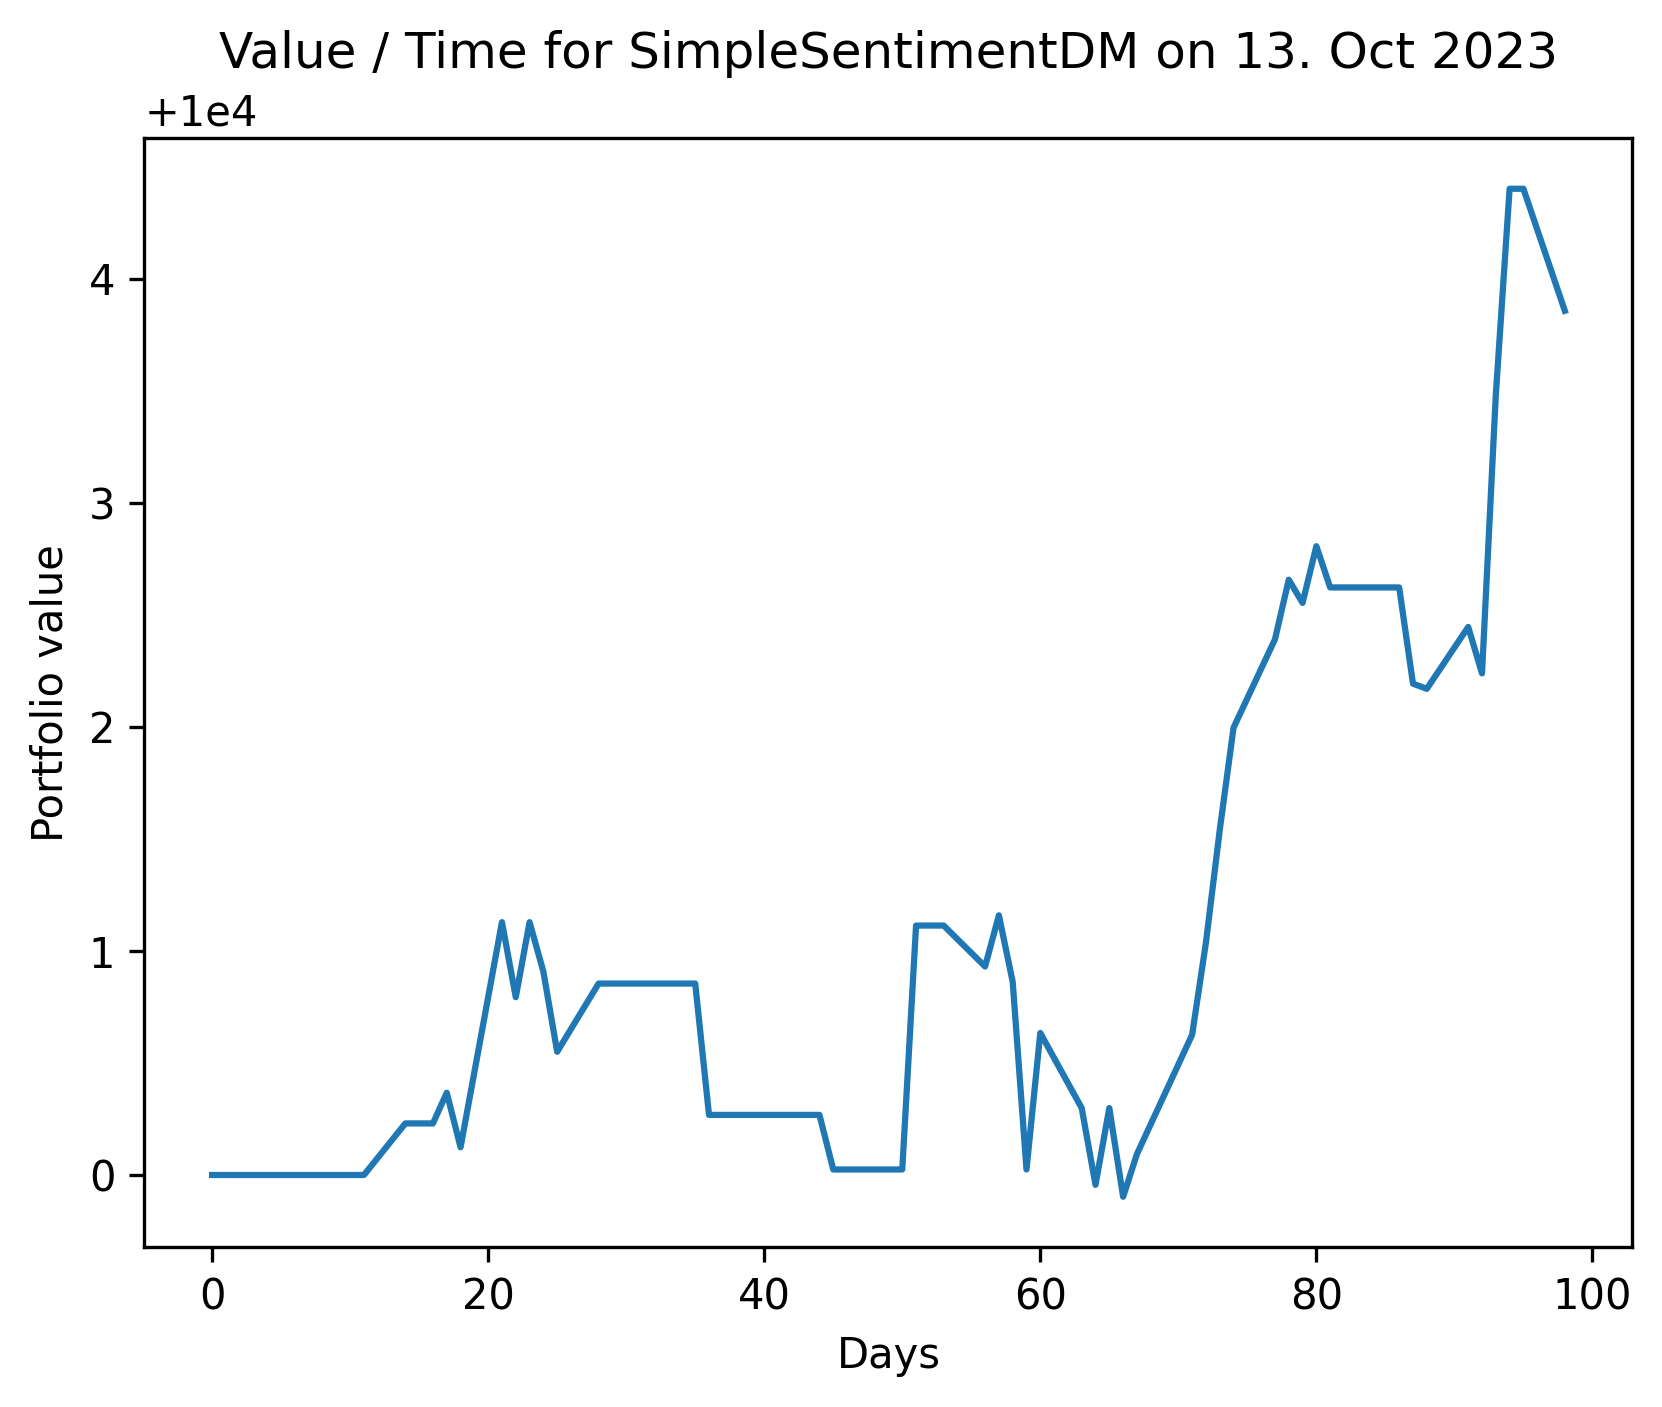 Value / Time for SimpleSentimentDM on 13. Oct 2023
+1e4
4
3
2
1
0
Portfolio value
0 20 40 60 80 100
Days